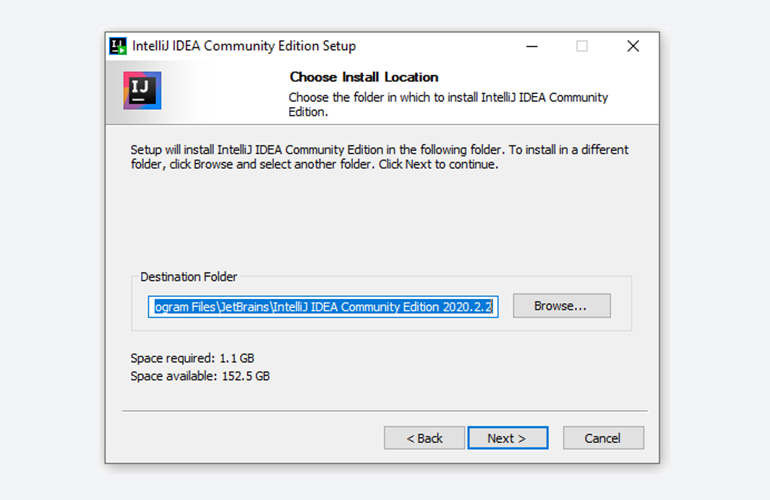 IntelliJ IDEA Community Edition Setup
IJ
Choose Install Location
Choose the folder in which to install IntelliJ IDEA Community
Edition.
Setup will install IntelliJ IDEA Community Edition in the following folder. To install in a different
folder, click Browse and select another folder. Click Next to continue.
Destination Folder
ogram Files\JetBrains\IntelliJ IDEA Community Edition 2020.2.2
Browse...
Space required: 1.1 GB
Space available: 152.5 GB
< Back
Next >
Cancel